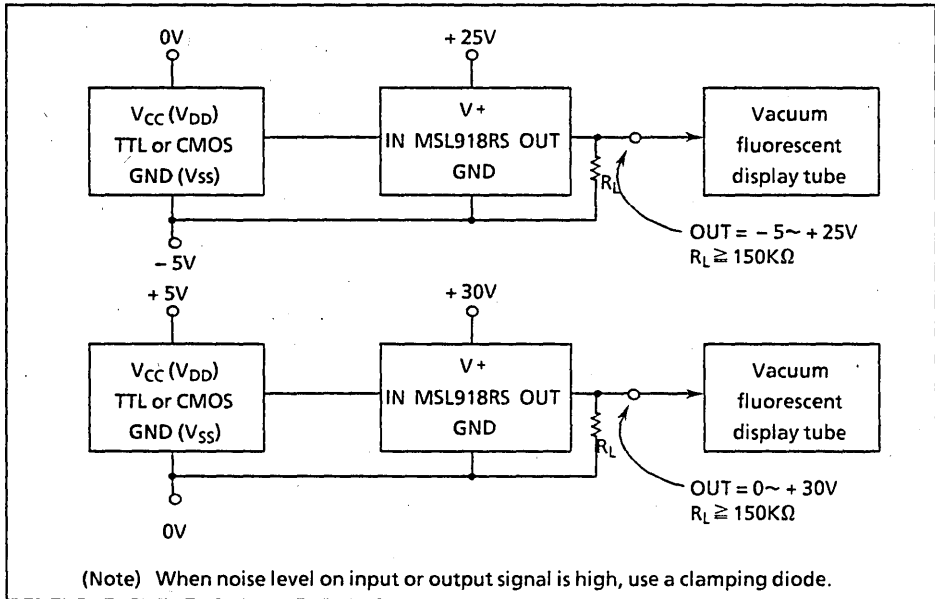 0V
+ 25V
VCC (VDD)
TTL or CMOS
GND (VSS)
V+
IN MSL918RS OUT
GND
Vacuum
fluorescent
display tube
RL
OUT = – 5~ + 25V
RL ≧ 150KΩ
– 5V
+ 5V
+ 30V
VCC (VDD)
TTL or CMOS
GND (VSS)
V+
IN MSL918RS OUT
GND
Vacuum
fluorescent
display tube
RL
OUT = 0~ + 30V
RL ≧ 150KΩ
0V
(Note) When noise level on input or output signal is high, use a clamping diode.